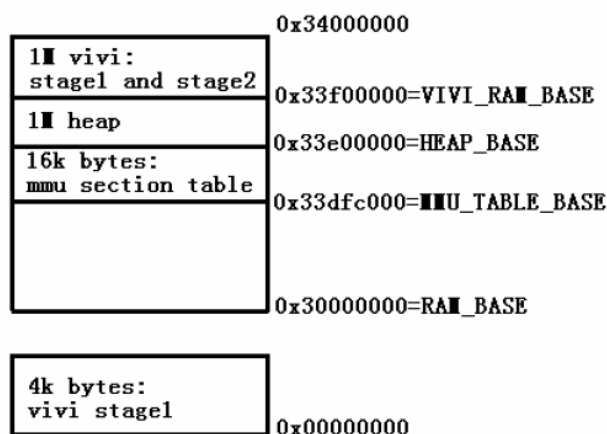 0x34000000
1M vivi:
stage1 and stage2
0x33f00000=VIVI_RAM_BASE
1M heap
0x33e00000=HEAP_BASE
16k bytes:
mmu section table
0x33dfc000=MMU_TABLE_BASE
0x30000000=RAM_BASE
4k bytes:
vivi stage1
0x00000000